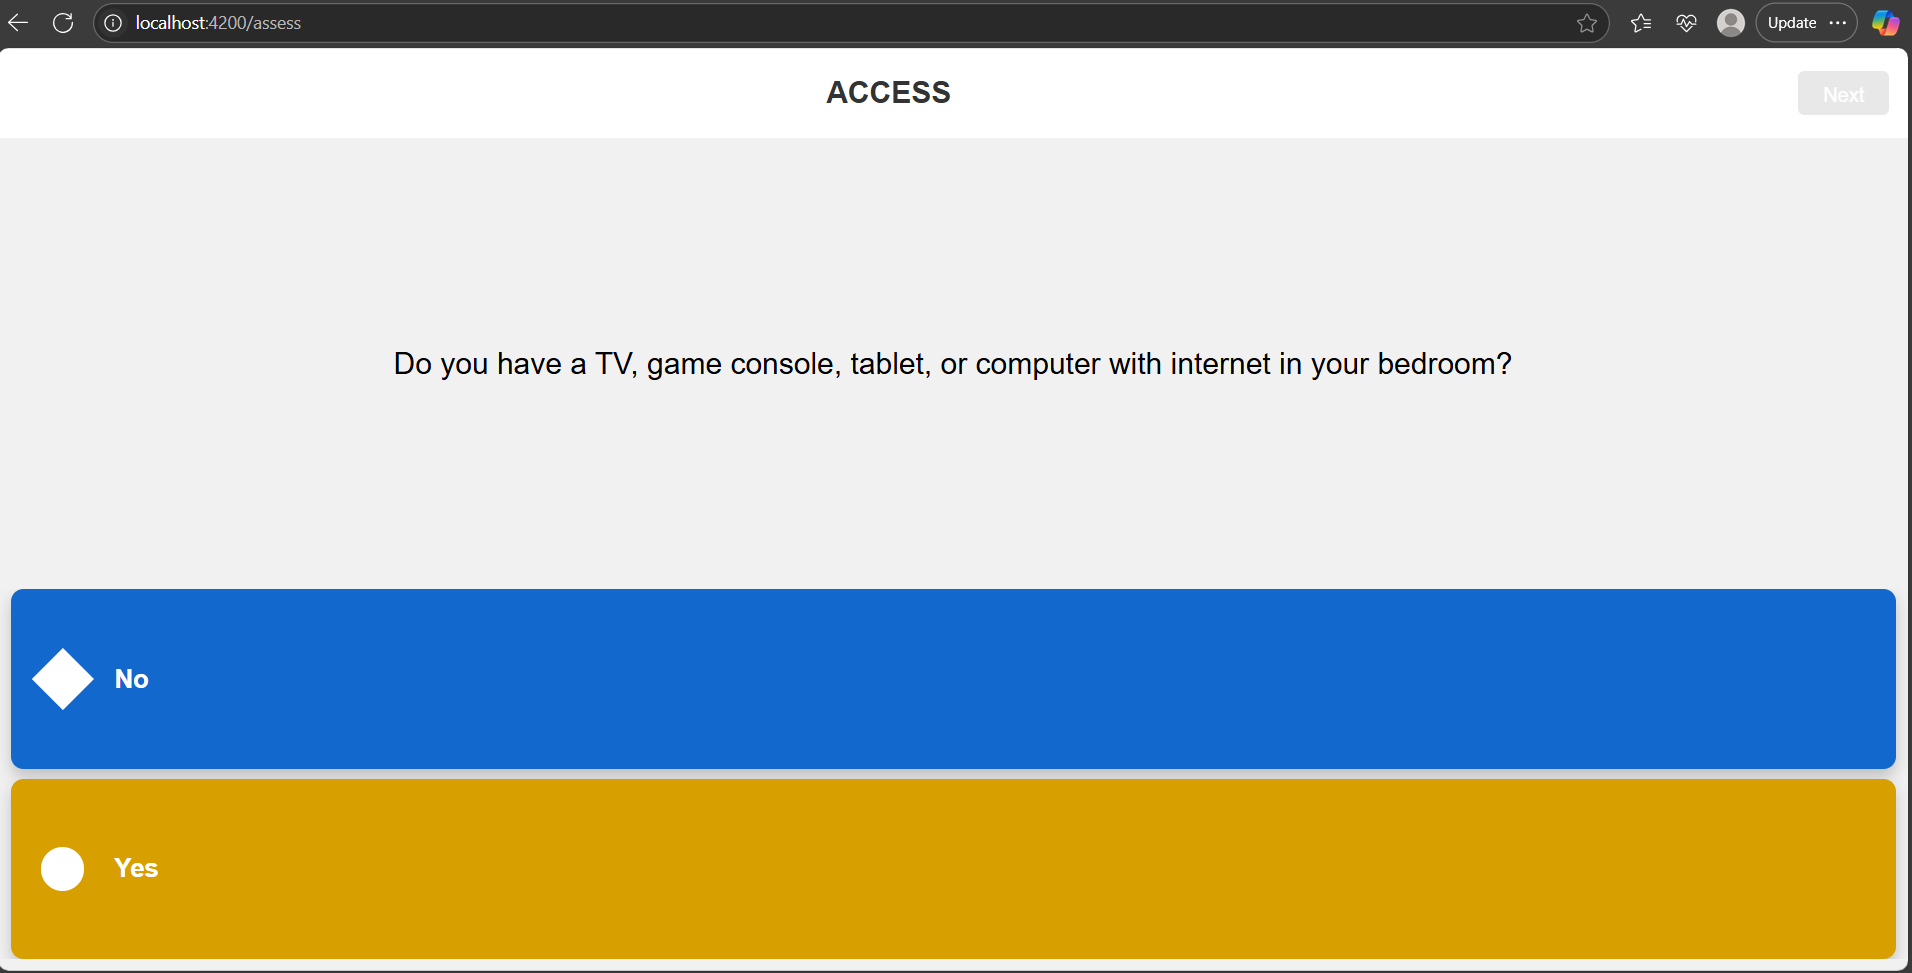 localhost:4200/assess
Update
ACCESS
Next
Do you have a TV, game console, tablet, or computer with internet in your bedroom?
No
Yes